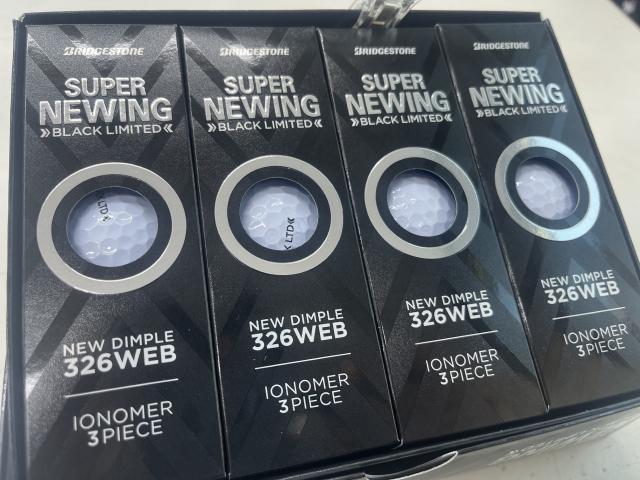 BRIDGESTONE
SUPER
NEWING
»BLACK LIMITED«
LTD«
NEW DIMPLE
326WEB
IONOMER
3PIECE
BRIDGESTONE
SUPER
NEWING
»BLACK LIMITED«
K LTD«
NEW DIMPLE
326WEB
IONOMER
3PIECE
BRIDGESTONE
SUPER
NEWING
»BLACK LIMITED«
NEW DIMPLE
326WEB
IONOMER
3PIECE
BRIDGESTONE
SUPER
NEWING
»BLACK LIMITED«
NEW DIMPLE
326WEB
IONOMER
3PIECE